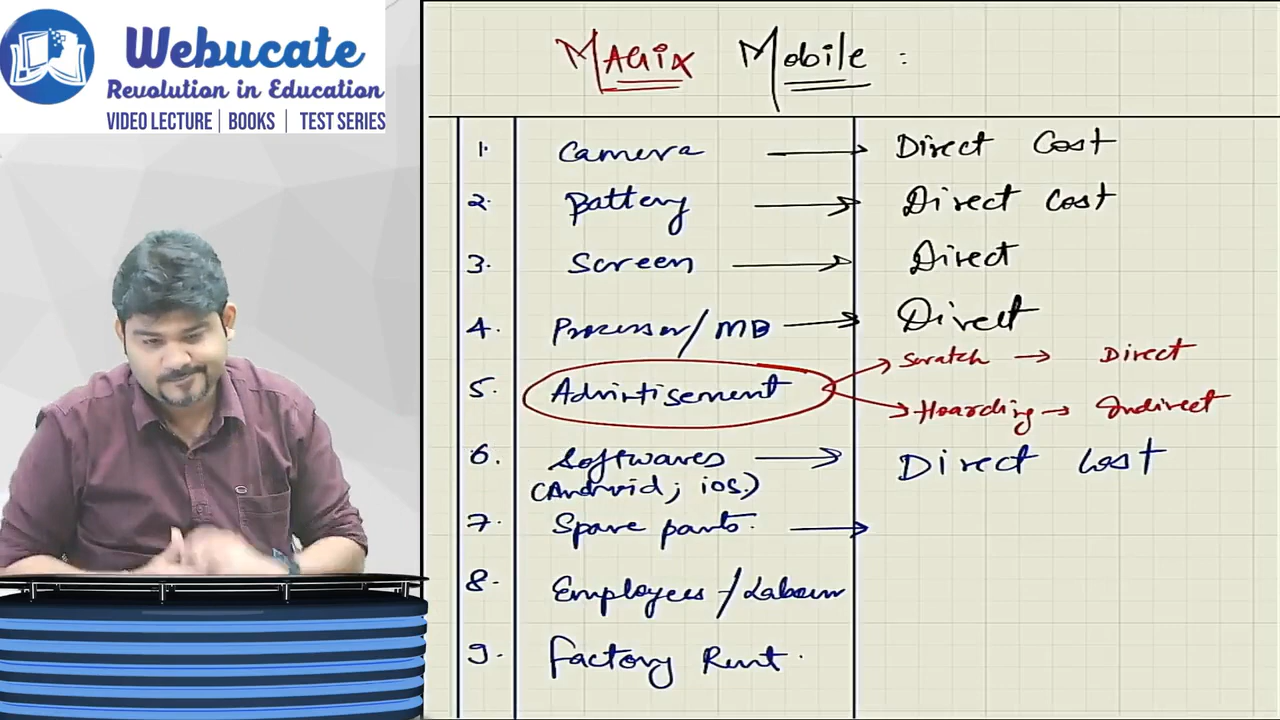 Webucate
Revolution in Education
VIDEO LECTURE | BOOKS | TEST SERIES
MAGIX Mobile :
1. Camera → Direct Cost
2. Battery → Direct Cost
3. Screen → Direct
4. Processor/MB → Direct
Scratch → Direct
5. Advirtisement
Hoarding → Indirect
6. Softwares → Direct Cost
(Android; ios.)
7. Spare parts. →
8. Employees/Labour
9. Factory Rent.